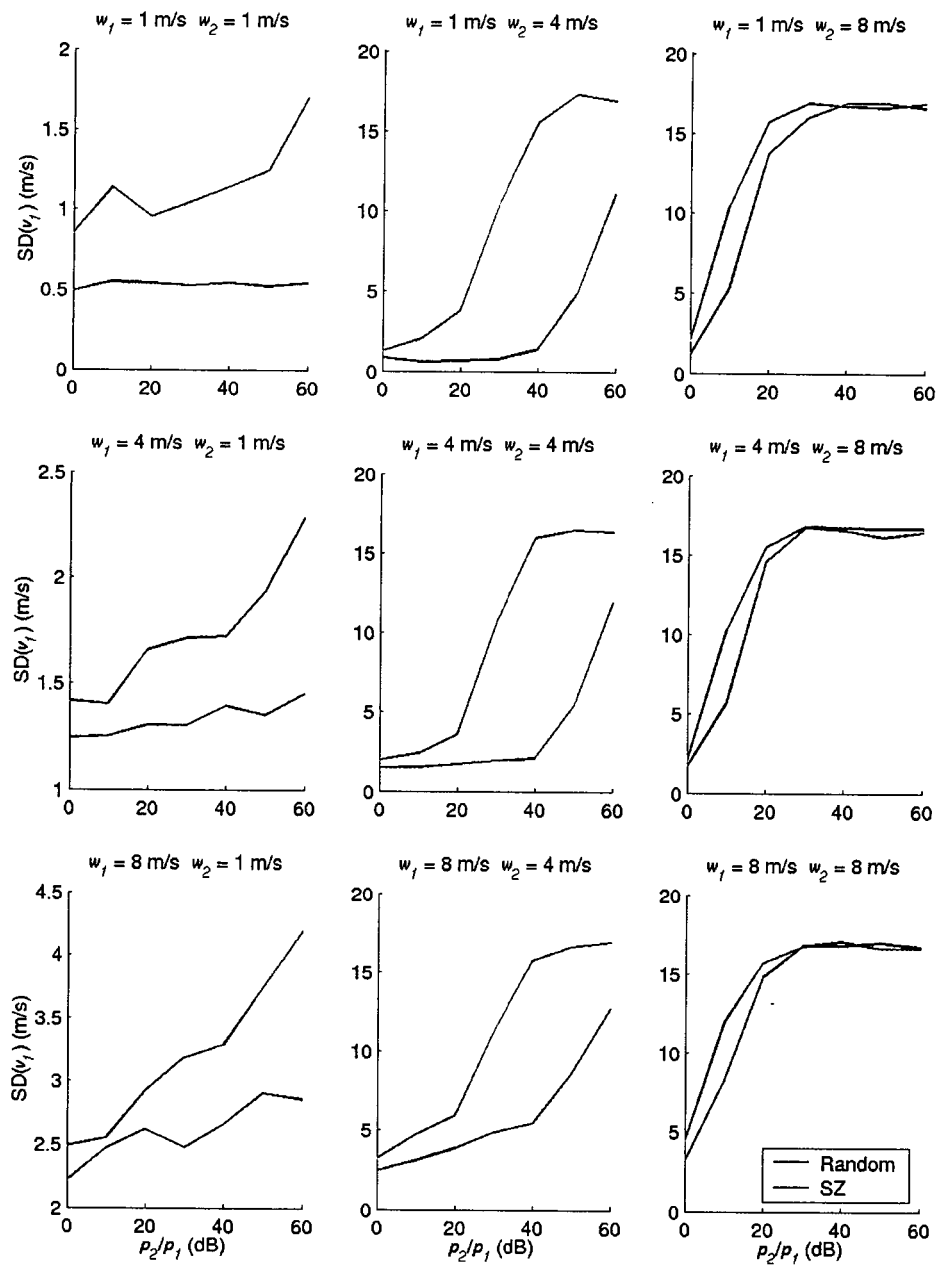 w1 = 1 m/s w2 = 1 m/s
w1 = 1 m/s w2 = 4 m/s
w1 = 1 m/s w2 = 8 m/s
2
1.5
1
0.5
0
SD(v1) (m/s)
0 20 40 60
20
15
10
5
0
0 20 40 60
20
15
10
5
0
0 20 40 60
w1 = 4 m/s w2 = 1 m/s
w1 = 4 m/s w2 = 4 m/s
w1 = 4 m/s w2 = 8 m/s
2.5
2
1.5
1
SD(v1) (m/s)
0 20 40 60
20
15
10
5
0
0 20 40 60
20
15
10
5
0
0 20 40 60
w1 = 8 m/s w2 = 1 m/s
w1 = 8 m/s w2 = 4 m/s
w1 = 8 m/s w2 = 8 m/s
4.5
4
3.5
3
2.5
2
SD(v1) (m/s)
0 20 40 60
p2/p1 (dB)
20
15
10
5
0
0 20 40 60
p2/p1 (dB)
20
15
10
5
0
Random
SZ
0 20 40 60
p2/p1 (dB)